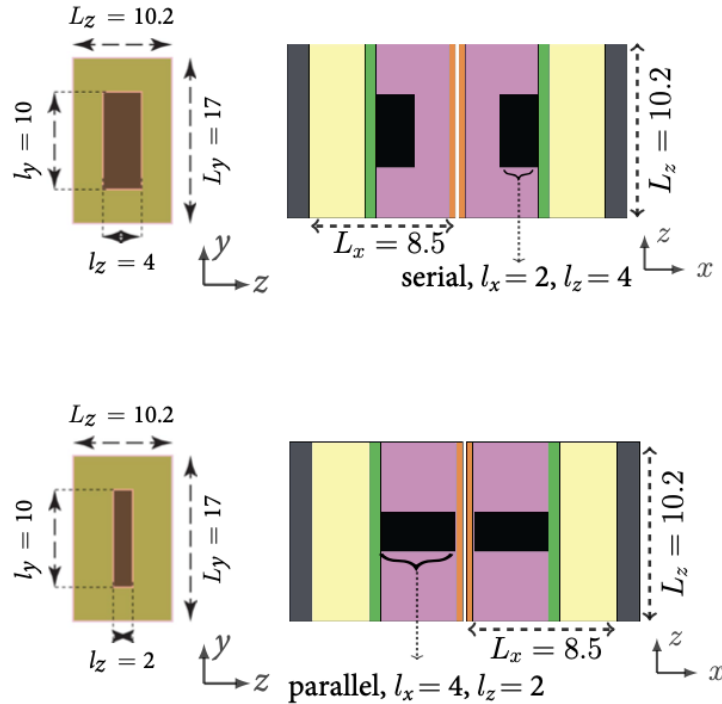 L_z = 10.2
l_y = 10
L_y = 17
l_z = 4
y
z
L_x = 8.5
L_z = 10.2
serial, l_x = 2, l_z = 4
z
x
L_z = 10.2
l_y = 10
L_y = 17
l_z = 2
y
z
L_x = 8.5
L_z = 10.2
parallel, l_x = 4, l_z = 2
z
x